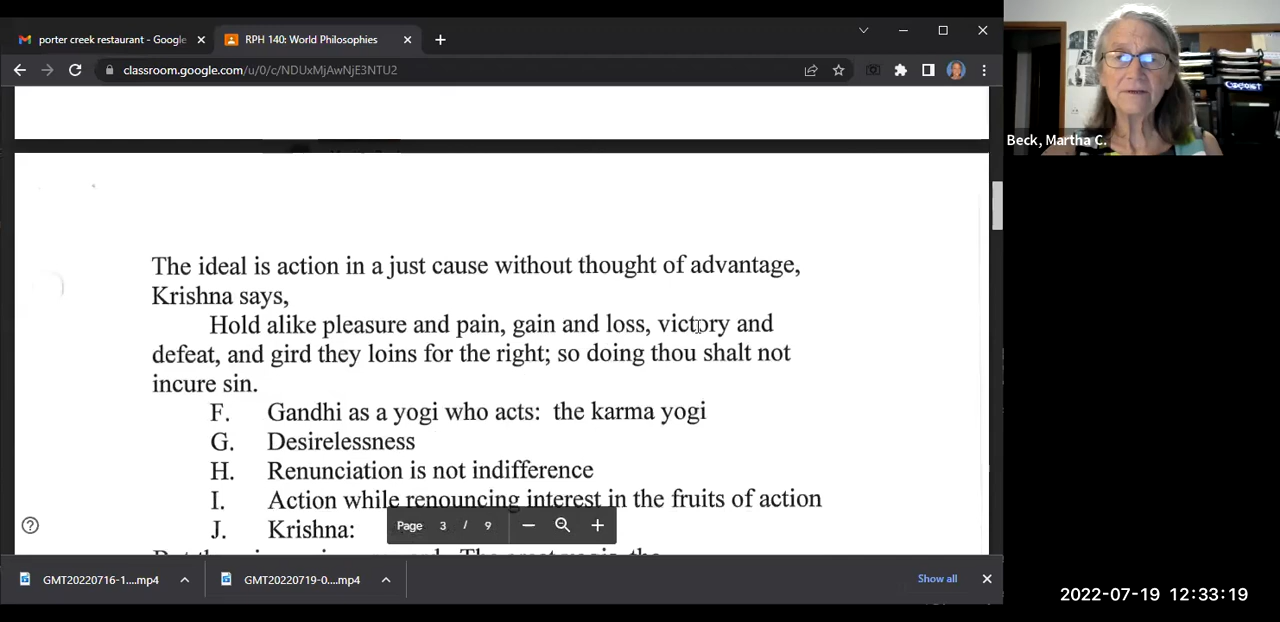 porter creek restaurant - Google
RPH 140: World Philosophies
classroom.google.com/u/0/c/NDUxMjAwNjE3NTU2
Beck, Martha C.
The ideal is action in a just cause without thought of advantage,
Krishna says,
Hold alike pleasure and pain, gain and loss, victory and
defeat, and gird they loins for the right; so doing thou shalt not
incure sin.
F. Gandhi as a yogi who acts: the karma yogi
G. Desirelessness
H. Renunciation is not indifference
I. Action while renouncing interest in the fruits of action
J. Krishna:
Page 3 / 9
GMT20220716-1....mp4
GMT20220719-0....mp4
Show all
2022-07-19 12:33:19